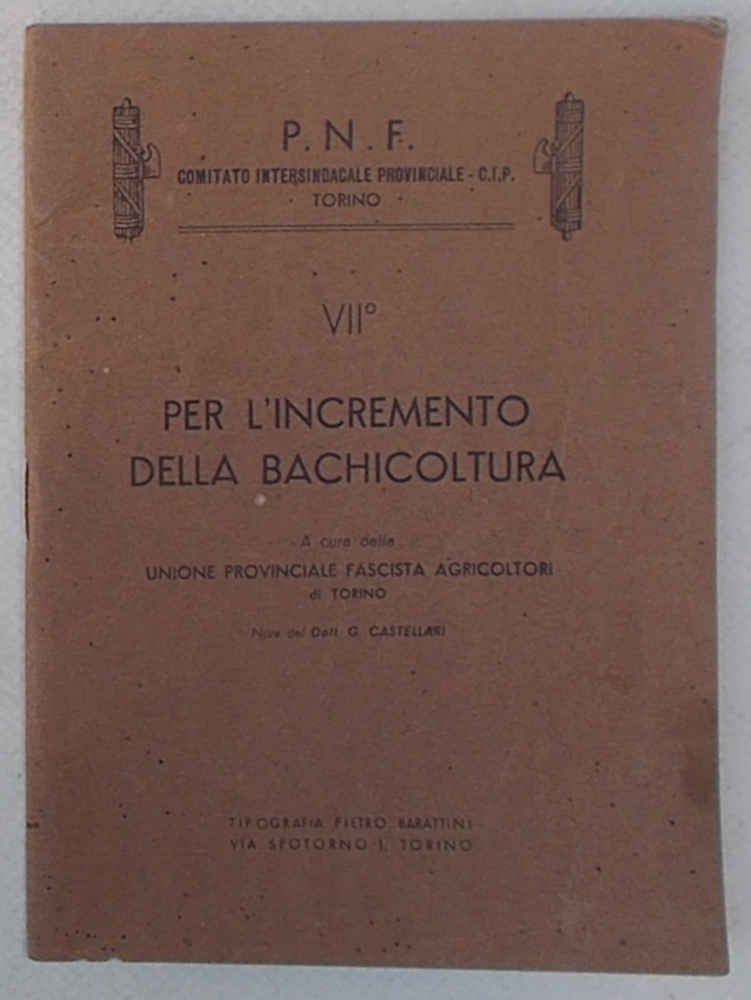 P. N. F.
COMITATO INTERSINDACALE PROVINCIALE - C.I.P.
TORINO
VII°
PER L'INCREMENTO
DELLA BACHICOLTURA
A cura della
UNIONE PROVINCIALE FASCISTA AGRICOLTORI
di TORINO
Note del Dott. G. CASTELLARI
TIPOGRAFIA PIETRO BARATTINI
VIA SPOTORNO 1, TORINO